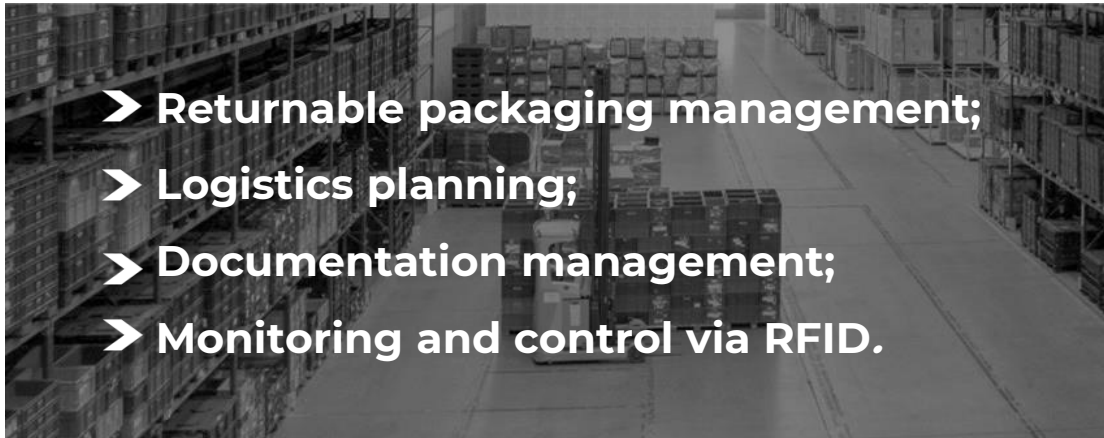 Returnable packaging management;
Logistics planning;
Documentation management;
Monitoring and control via RFID.